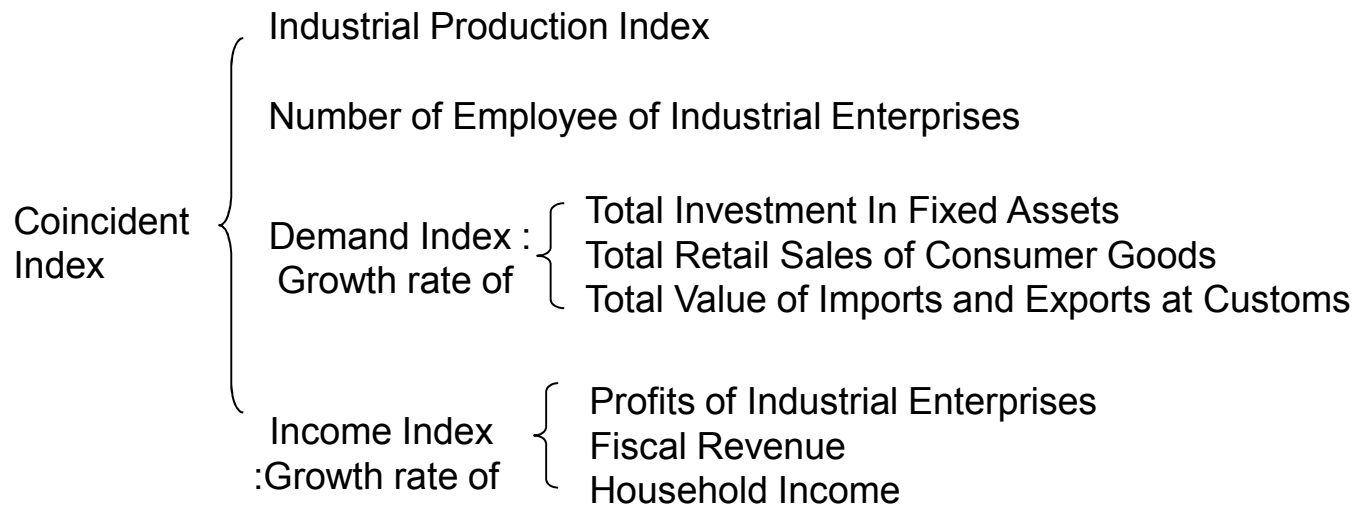 Industrial Production Index
Number of Employee of Industrial Enterprises
Coincident
Index
Demand Index :
Growth rate of
Total Investment In Fixed Assets
Total Retail Sales of Consumer Goods
Total Value of Imports and Exports at Customs
Income Index
:Growth rate of
Profits of Industrial Enterprises
Fiscal Revenue
Household Income